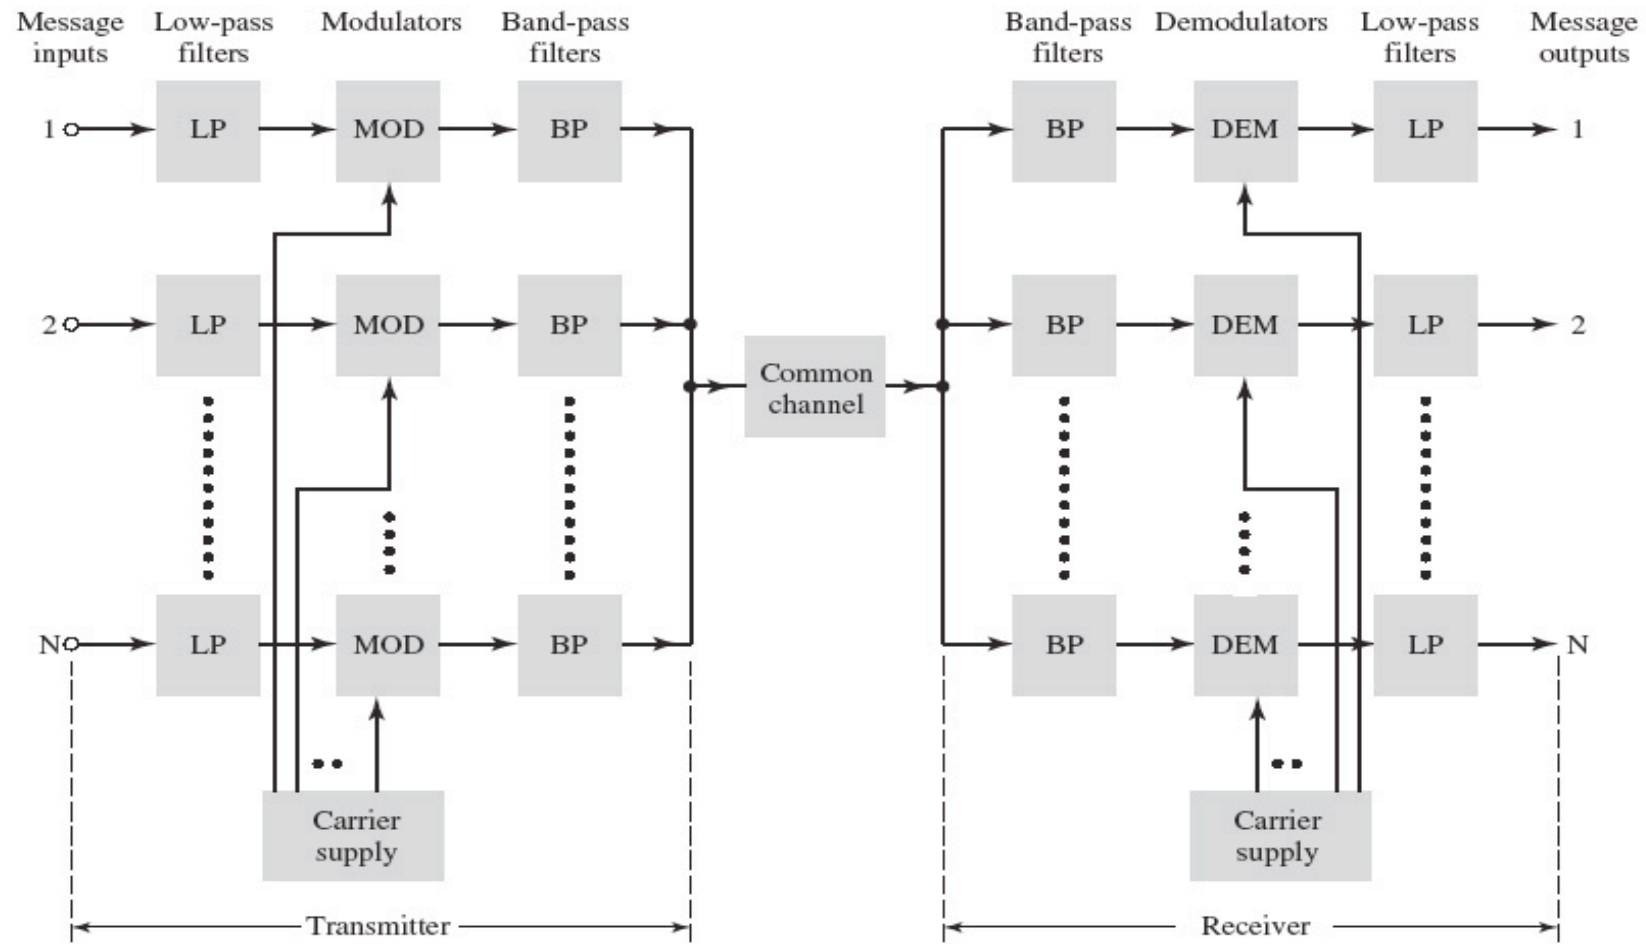 Message
inputs
Low-pass
filters
Modulators
Band-pass
filters
Band-pass
filters
Demodulators
Low-pass
filters
Message
outputs
1
LP
MOD
BP
BP
DEM
LP
1
2
LP
MOD
BP
BP
DEM
LP
2
Common
channel
N
LP
MOD
BP
BP
DEM
LP
N
Carrier
supply
Carrier
supply
Transmitter
Receiver